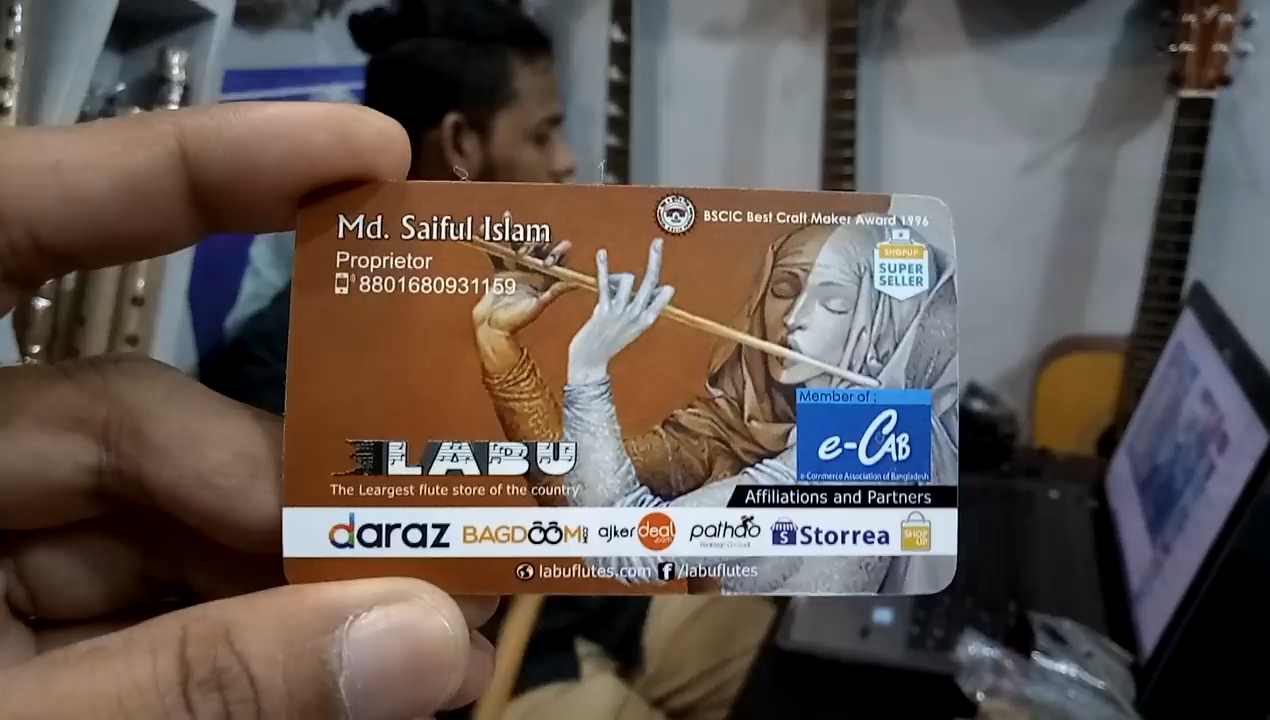 Md. Saiful Islam
Proprietor
8801680931159
BSCIC Best Craft Maker Award 1996
SHOPUP
SUPER
SELLER
Member of :
e-CAB
e-Commerce Association of Bangladesh
LABU
The Leargest flute store of the country
Affiliations and Partners
daraz BAGDOOM ajkerdeal.com pathao Storrea SHOP UP
labuflutes.com f/labuflutes